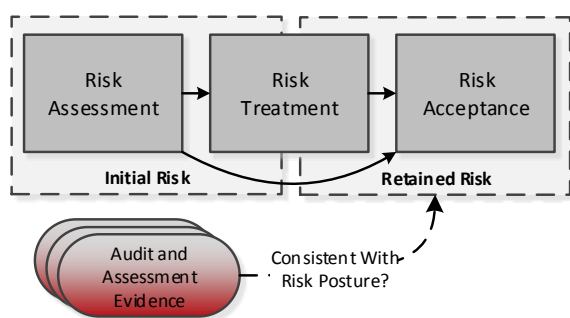 Risk
Assessment
Risk
Treatment
Risk
Acceptance
Initial Risk
Retained Risk
Audit and
Assessment
Evidence
Consistent With
Risk Posture?